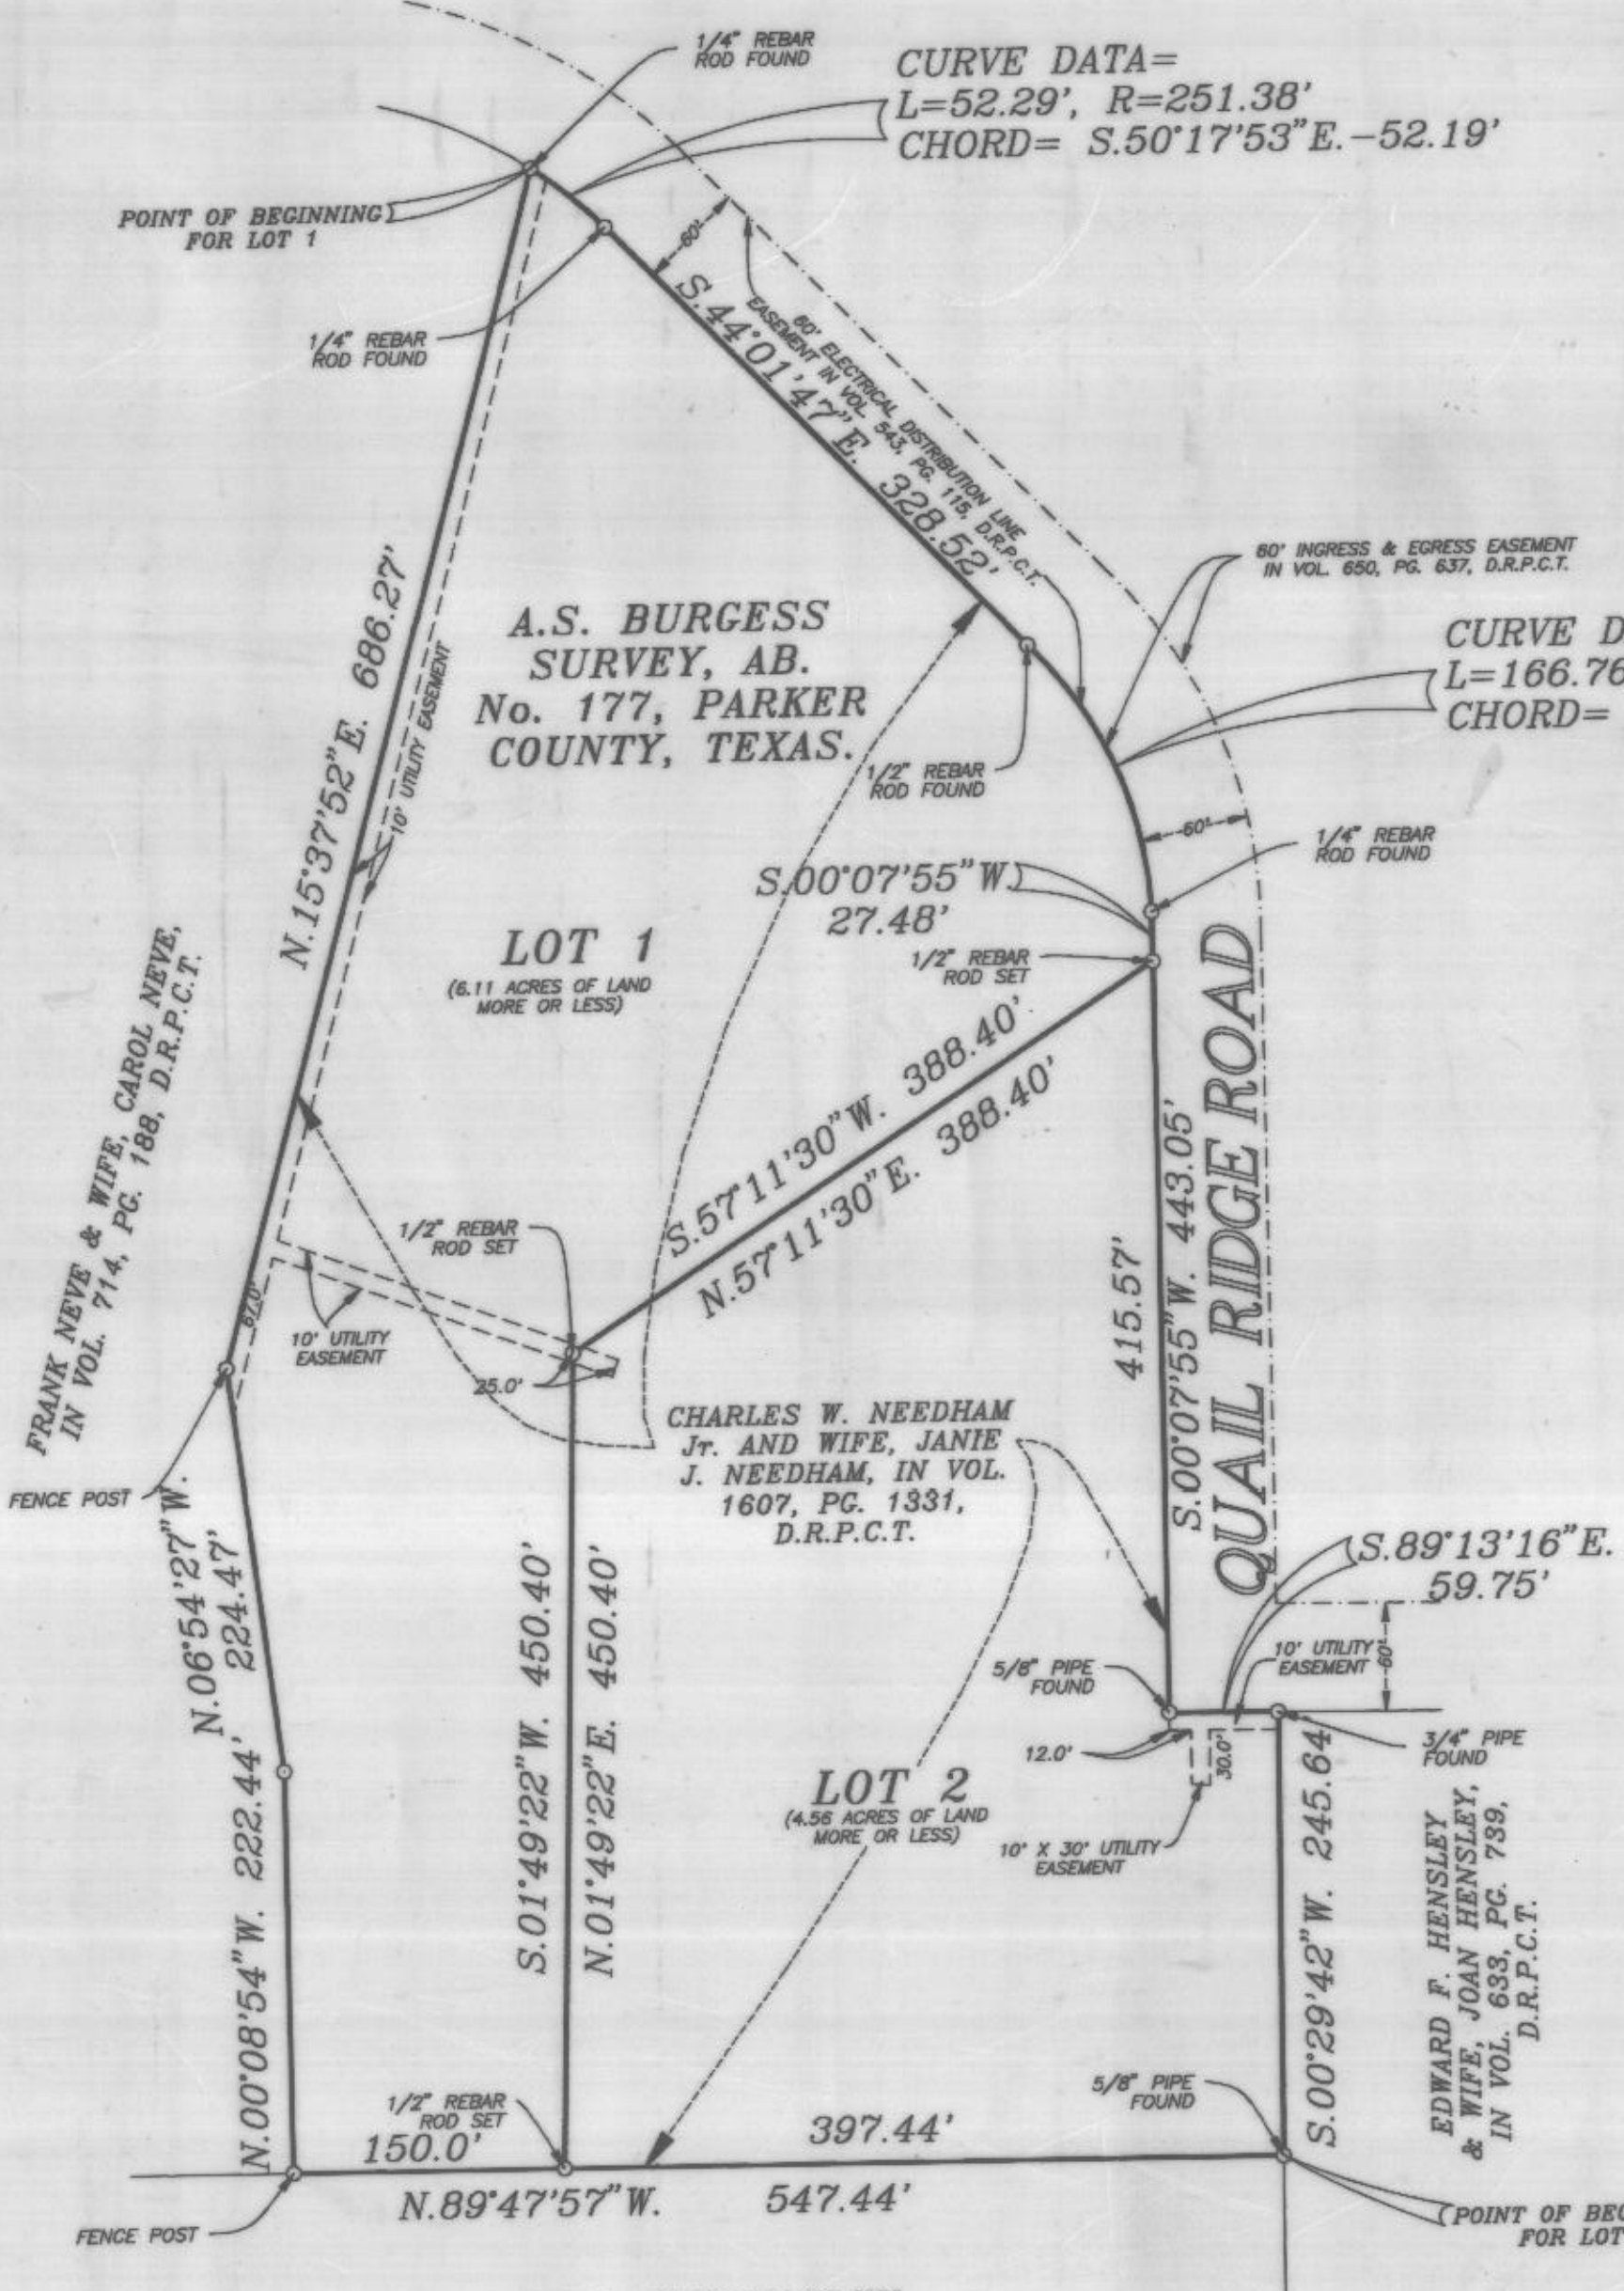 1/4" REBAR
ROD FOUND
CURVE DATA=
L=52.29', R=251.38'
CHORD= S.50°17'53"E.-52.19'
POINT OF BEGINNING
FOR LOT 1
60'
1/4" REBAR
ROD FOUND
S.44°01'47"E. 328.52'
60' ELECTRICAL DISTRIBUTION LINE
EASEMENT IN VOL. 543, PG. 115, D.R.P.C.T.
60' INGRESS & EGRESS EASEMENT
IN VOL. 650, PG. 637, D.R.P.C.T.
N.15°37'52"E. 686.27'
10' UTILITY EASEMENT
A.S. BURGESS
SURVEY, AB.
No. 177, PARKER
COUNTY, TEXAS.
CURVE D
L=166.76
CHORD=
1/2" REBAR
ROD FOUND
60'
1/4" REBAR
ROD FOUND
S.00°07'55"W.
27.48'
LOT 1
(6.11 ACRES OF LAND
MORE OR LESS)
1/2" REBAR
ROD SET
FRANK NEVE & WIFE, CAROL NEVE,
IN VOL. 714, PG. 188, D.R.P.C.T.
S.57°11'30"W. 388.40'
N.57°11'30"E. 388.40'
415.57'
S.00°07'55"W. 443.05'
QUAIL RIDGE ROAD
1/2" REBAR
ROD SET
67.0'
10' UTILITY
EASEMENT
25.0'
CHARLES W. NEEDHAM
Jr. AND WIFE, JANIE
J. NEEDHAM, IN VOL.
1607, PG. 1331,
D.R.P.C.T.
FENCE POST
N.06°54'27"W.
224.47'
S.01°49'22"W. 450.40'
N.01°49'22"E. 450.40'
S.89°13'16"E.
59.75'
10' UTILITY
EASEMENT
60'
5/8" PIPE
FOUND
12.0'
30.0'
3/4" PIPE
FOUND
LOT 2
(4.56 ACRES OF LAND
MORE OR LESS)
10' X 30' UTILITY
EASEMENT
N.00°08'54"W. 222.44'
S.00°29'42"W. 245.64
EDWARD F. HENSLEY
& WIFE, JOAN HENSLEY,
IN VOL. 633, PG. 739,
D.R.P.C.T.
1/2" REBAR
ROD SET
5/8" PIPE
FOUND
150.0'
397.44'
N.89°47'57"W. 547.44'
FENCE POST
POINT OF BE
FOR LOT